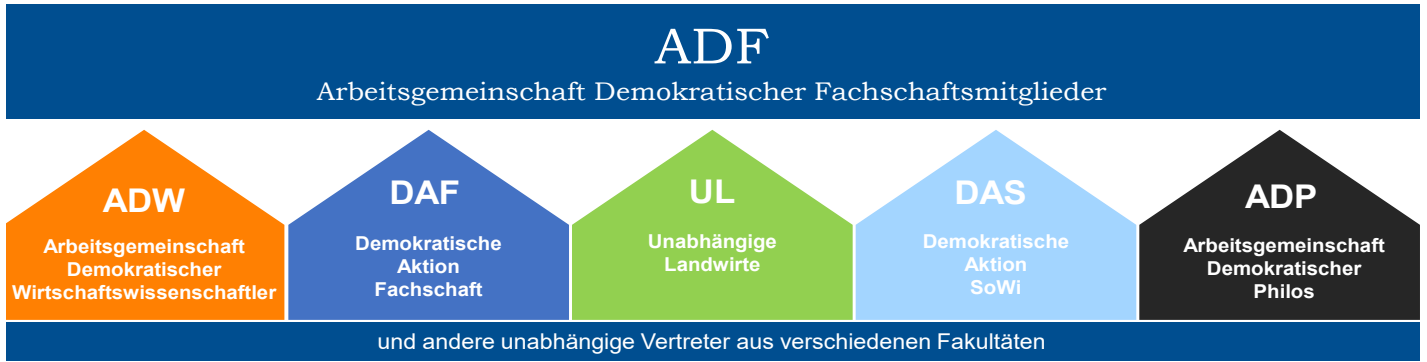 ADF
Arbeitsgemeinschaft Demokratischer Fachschaftsmitglieder
ADW
Arbeitsgemeinschaft
Demokratischer
Wirtschaftswissenschaftler
DAF
Demokratische
Aktion
Fachschaft
UL
Unabhängige
Landwirte
DAS
Demokratische
Aktion
SoWi
ADP
Arbeitsgemeinschaft
Demokratischer
Philos
und andere unabhängige Vertreter aus verschiedenen Fakultäten